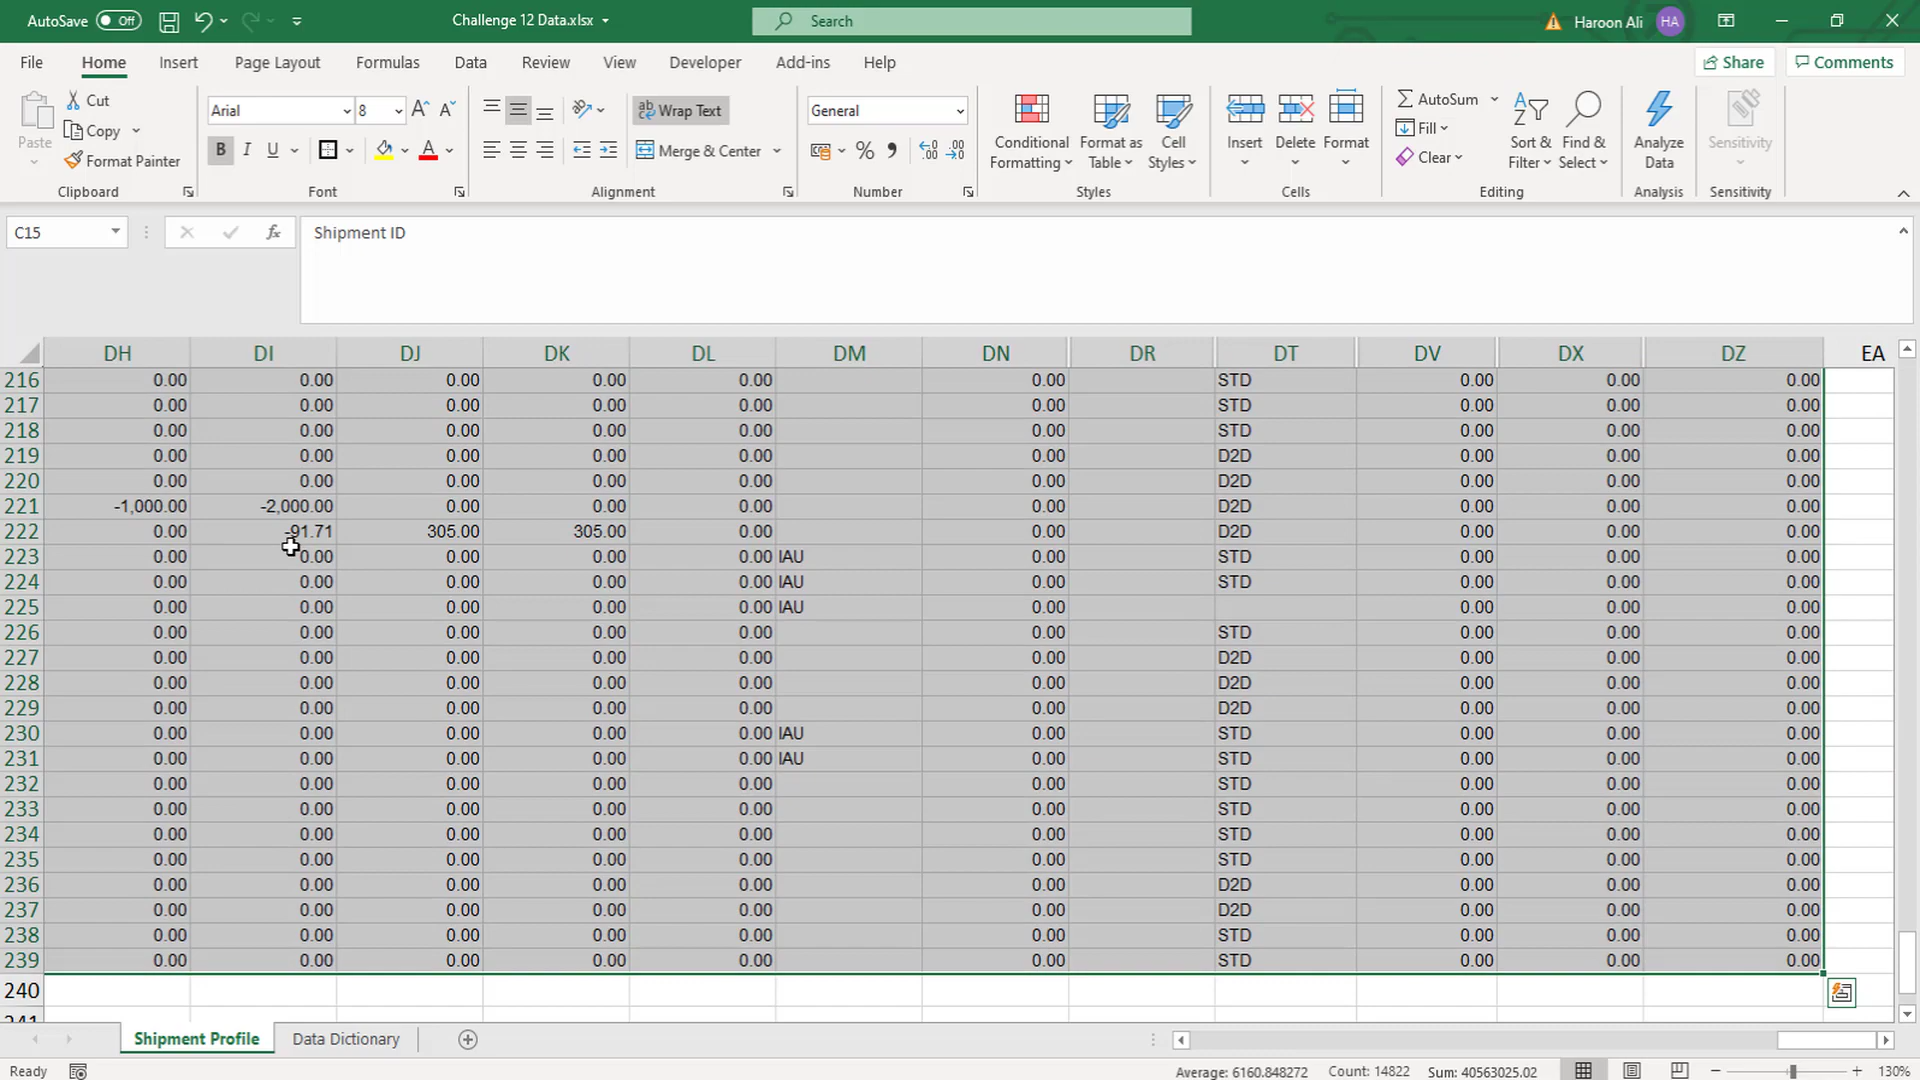 AutoSave Off Challenge 12 Data.xlsx Search Haroon Ali HA
File Home Insert Page Layout Formulas Data Review View Developer Add-ins Help Share Comments
Paste Cut Copy Format Painter Clipboard
Arial 8 B I U A Font
Wrap Text Merge & Center Alignment
General % Number
Conditional Formatting Format as Table Cell Styles Styles
Insert Delete Format Cells
AutoSum Fill Clear Sort & Filter Find & Select Editing
Analyze Data Analysis
Sensitivity Sensitivity
C15 fx Shipment ID
DH DI DJ DK DL DM DN DR DT DV DX DZ EA
216 0.00 0.00 0.00 0.00 0.00 0.00 STD 0.00 0.00 0.00
217 0.00 0.00 0.00 0.00 0.00 0.00 STD 0.00 0.00 0.00
218 0.00 0.00 0.00 0.00 0.00 0.00 STD 0.00 0.00 0.00
219 0.00 0.00 0.00 0.00 0.00 0.00 D2D 0.00 0.00 0.00
220 0.00 0.00 0.00 0.00 0.00 0.00 D2D 0.00 0.00 0.00
221 -1,000.00 -2,000.00 0.00 0.00 0.00 0.00 D2D 0.00 0.00 0.00
222 0.00 -91.71 305.00 305.00 0.00 0.00 D2D 0.00 0.00 0.00
223 0.00 0.00 0.00 0.00 0.00 IAU 0.00 STD 0.00 0.00 0.00
224 0.00 0.00 0.00 0.00 0.00 IAU 0.00 STD 0.00 0.00 0.00
225 0.00 0.00 0.00 0.00 0.00 IAU 0.00 0.00 0.00 0.00
226 0.00 0.00 0.00 0.00 0.00 0.00 STD 0.00 0.00 0.00
227 0.00 0.00 0.00 0.00 0.00 0.00 D2D 0.00 0.00 0.00
228 0.00 0.00 0.00 0.00 0.00 0.00 D2D 0.00 0.00 0.00
229 0.00 0.00 0.00 0.00 0.00 0.00 D2D 0.00 0.00 0.00
230 0.00 0.00 0.00 0.00 0.00 IAU 0.00 STD 0.00 0.00 0.00
231 0.00 0.00 0.00 0.00 0.00 IAU 0.00 STD 0.00 0.00 0.00
232 0.00 0.00 0.00 0.00 0.00 0.00 STD 0.00 0.00 0.00
233 0.00 0.00 0.00 0.00 0.00 0.00 STD 0.00 0.00 0.00
234 0.00 0.00 0.00 0.00 0.00 0.00 STD 0.00 0.00 0.00
235 0.00 0.00 0.00 0.00 0.00 0.00 STD 0.00 0.00 0.00
236 0.00 0.00 0.00 0.00 0.00 0.00 D2D 0.00 0.00 0.00
237 0.00 0.00 0.00 0.00 0.00 0.00 D2D 0.00 0.00 0.00
238 0.00 0.00 0.00 0.00 0.00 0.00 STD 0.00 0.00 0.00
239 0.00 0.00 0.00 0.00 0.00 0.00 STD 0.00 0.00 0.00
240
241
Shipment Profile Data Dictionary
Ready Average: 6160.848272 Count: 14822 Sum: 40563025.02 130%